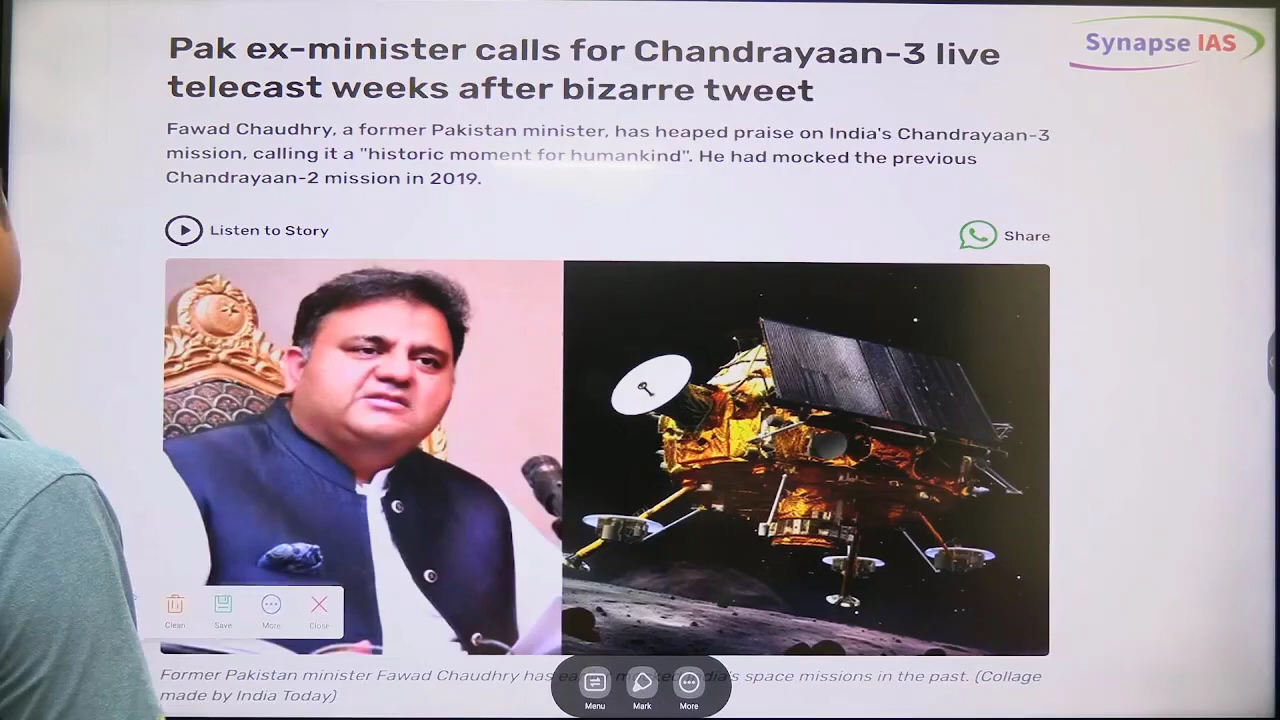 Synapse IAS
Pak ex-minister calls for Chandrayaan-3 live
telecast weeks after bizarre tweet
Fawad Chaudhry, a former Pakistan minister, has heaped praise on India's Chandrayaan-3
mission, calling it a "historic moment for humankind". He had mocked the previous
Chandrayaan-2 mission in 2019.
Listen to Story
Share
Clean Save More Close
Former Pakistan minister Fawad Chaudhry has space missions in the past. (Collage
made by India Today)
Menu Mark More